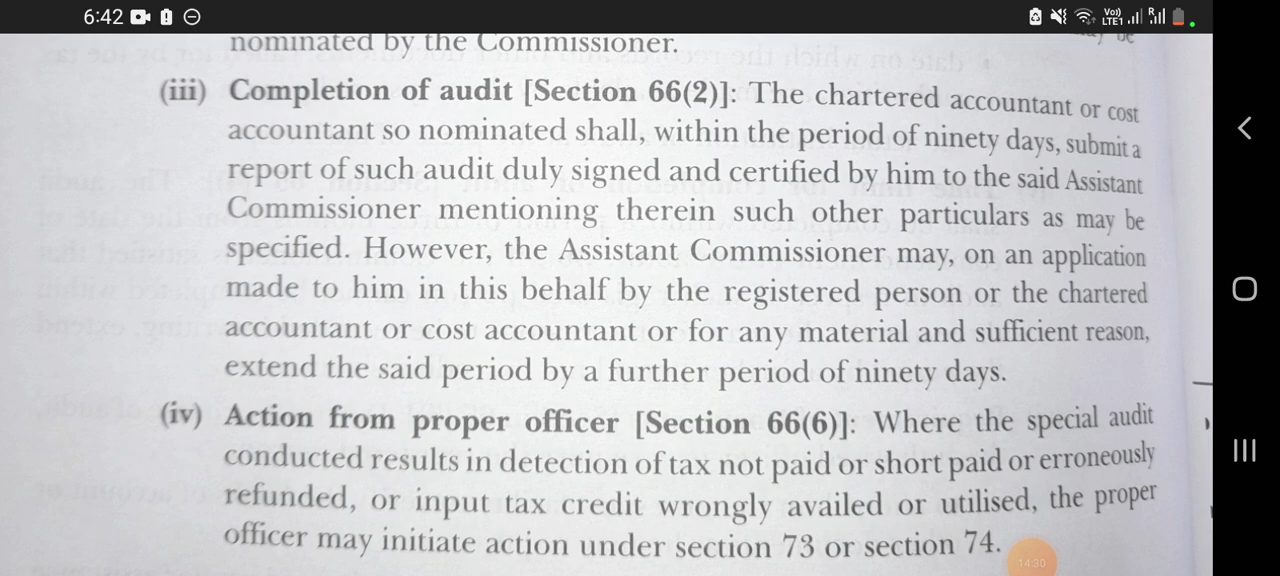 6:42
Vo))
LTE1
R
nominated by the Commissioner.
be
(iii) Completion of audit [Section 66(2)]: The chartered accountant or cost
accountant so nominated shall, within the period of ninety days, submit a
report of such audit duly signed and certified by him to the said Assistant
Commissioner mentioning therein such other particulars as may be
specified. However, the Assistant Commissioner may, on an application
made to him in this behalf by the registered person or the chartered
accountant or cost accountant or for any material and sufficient reason,
extend the said period by a further period of ninety days.
(iv) Action from proper officer [Section 66(6)]: Where the special audit
conducted results in detection of tax not paid or short paid or erroneously
refunded, or input tax credit wrongly availed or utilised, the proper
officer may initiate action under section 73 or section 74.
14:30